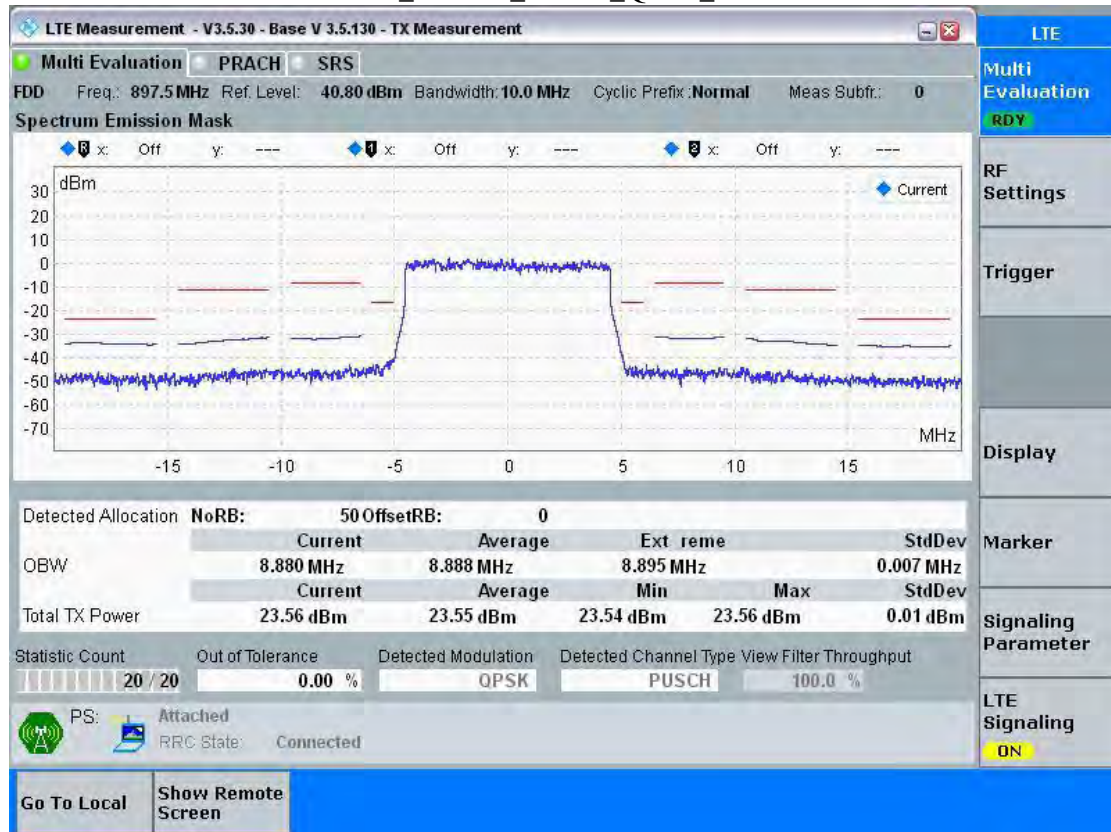 LTE Measurement - V3.5.30 - Base V 3.5.130 - TX Measurement
LTE
Multi Evaluation PRACH SRS
FDD Freq.: 897.5 MHz Ref. Level: 40.80 dBm Bandwidth: 10.0 MHz Cyclic Prefix : Normal Meas Subfr.: 0
Spectrum Emission Mask
x: Off y: --- 1 x: Off y: --- 2 x: Off y: ---
dBm
Current
30
20
10
0
-10
-20
-30
-40
-50
-60
-70
MHz
-15 -10 -5 0 5 10 15
Detected Allocation NoRB: 50 OffsetRB: 0
Current Average Ext reme StdDev
OBW 8.880 MHz 8.888 MHz 8.895 MHz 0.007 MHz
Current Average Min Max StdDev
Total TX Power 23.56 dBm 23.55 dBm 23.54 dBm 23.56 dBm 0.01 dBm
Statistic Count Out of Tolerance Detected Modulation Detected Channel Type View Filter Throughput
20 / 20 0.00 % QPSK PUSCH 100.0 %
PS: Attached
RRC State: Connected
Multi
Evaluation
RDY
RF
Settings
Trigger
Display
Marker
Signaling
Parameter
LTE
Signaling
ON
Go To Local
Show Remote
Screen